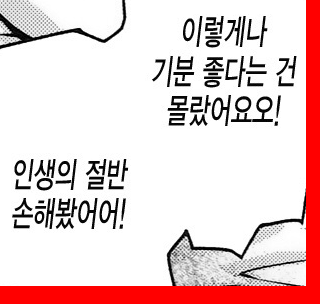 이렇게나
기분 좋다는 건
몰랐어요오!
인생의 절반
손해봤어어!